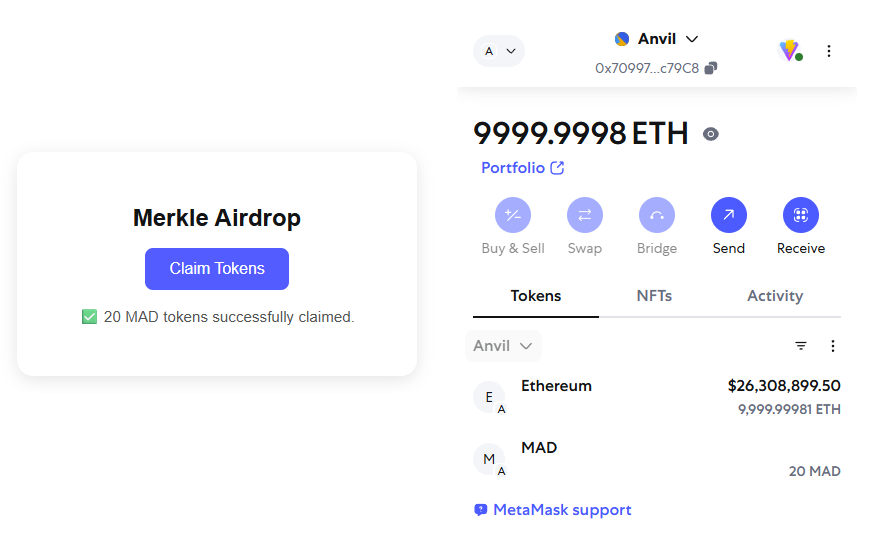 Merkle Airdrop
Claim Tokens
✅ 20 MAD tokens successfully claimed.
A
Anvil
0x70997...c79C8
9999.9998 ETH
Portfolio
Buy & Sell
Swap
Bridge
Send
Receive
Tokens
NFTs
Activity
Anvil
E
A
Ethereum
$26,308,899.50
9,999.99981 ETH
M
A
MAD
20 MAD
MetaMask support